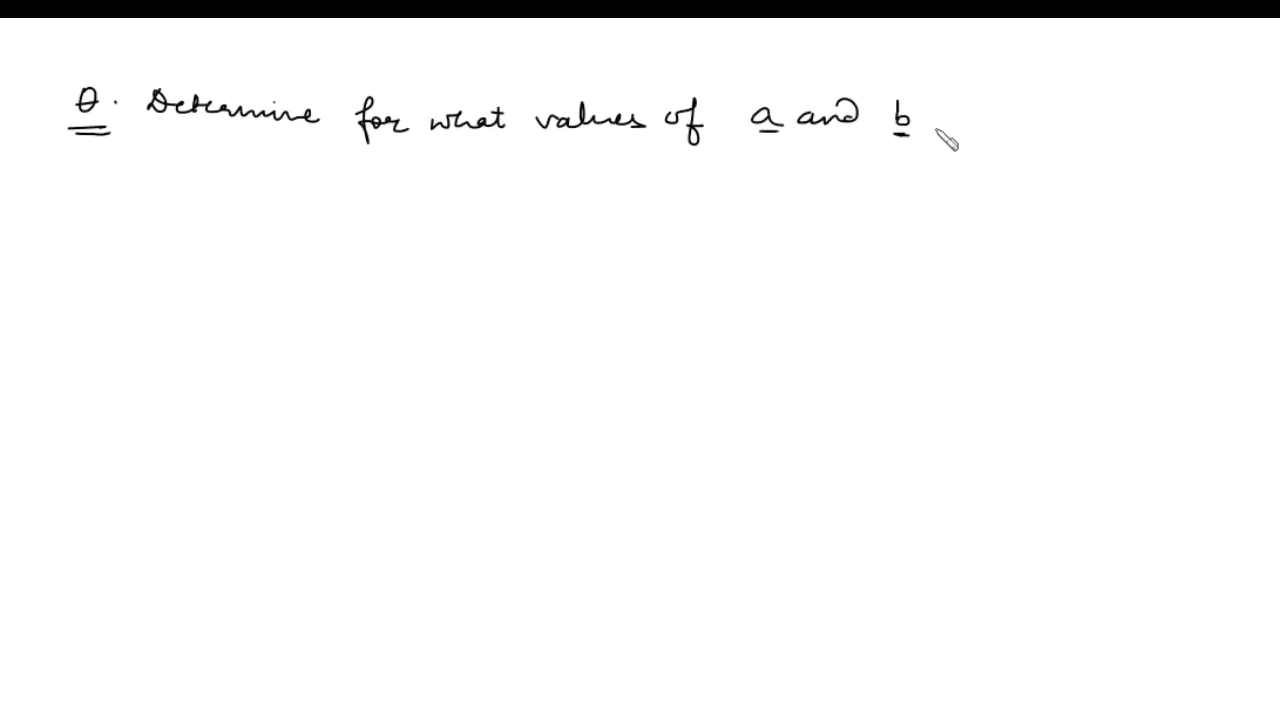 Q. Determine for what values of a and b